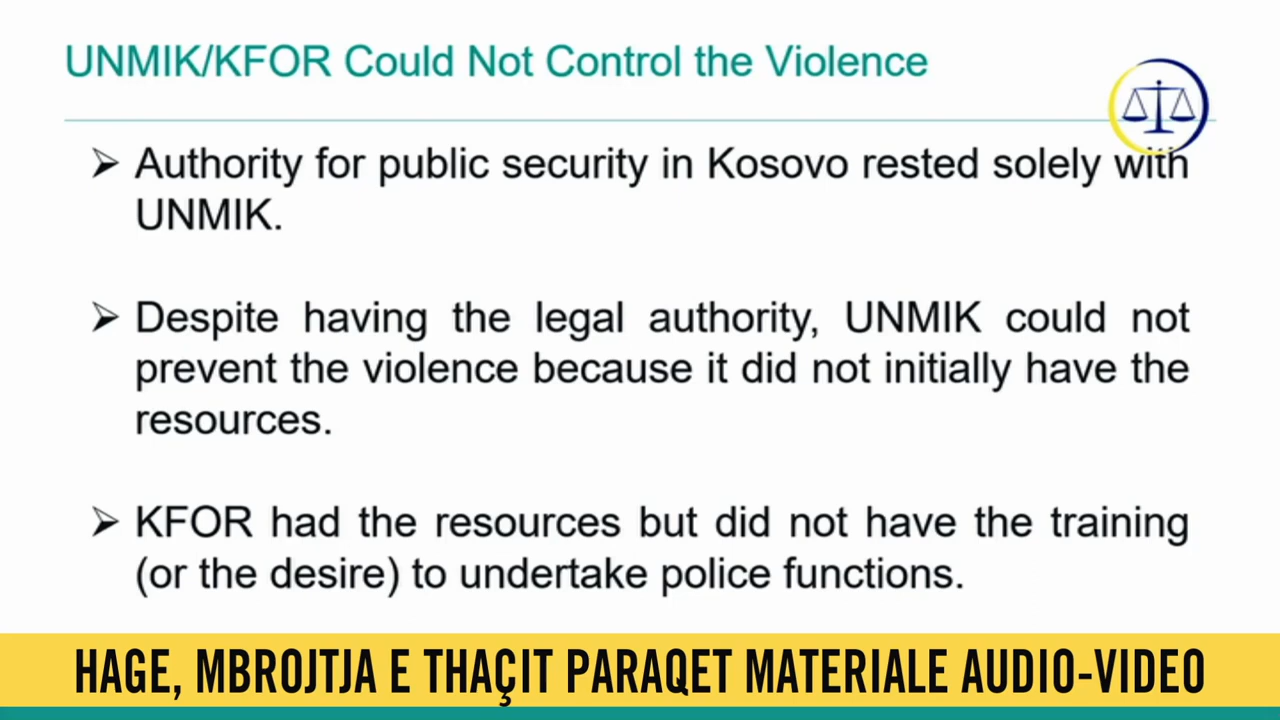 UNMIK/KFOR Could Not Control the Violence
➢ Authority for public security in Kosovo rested solely with
UNMIK.
➢ Despite having the legal authority, UNMIK could not
prevent the violence because it did not initially have the
resources.
➢ KFOR had the resources but did not have the training
(or the desire) to undertake police functions.
HAGE, MBROJTJA E THAÇIT PARAQET MATERIALE AUDIO-VIDEO